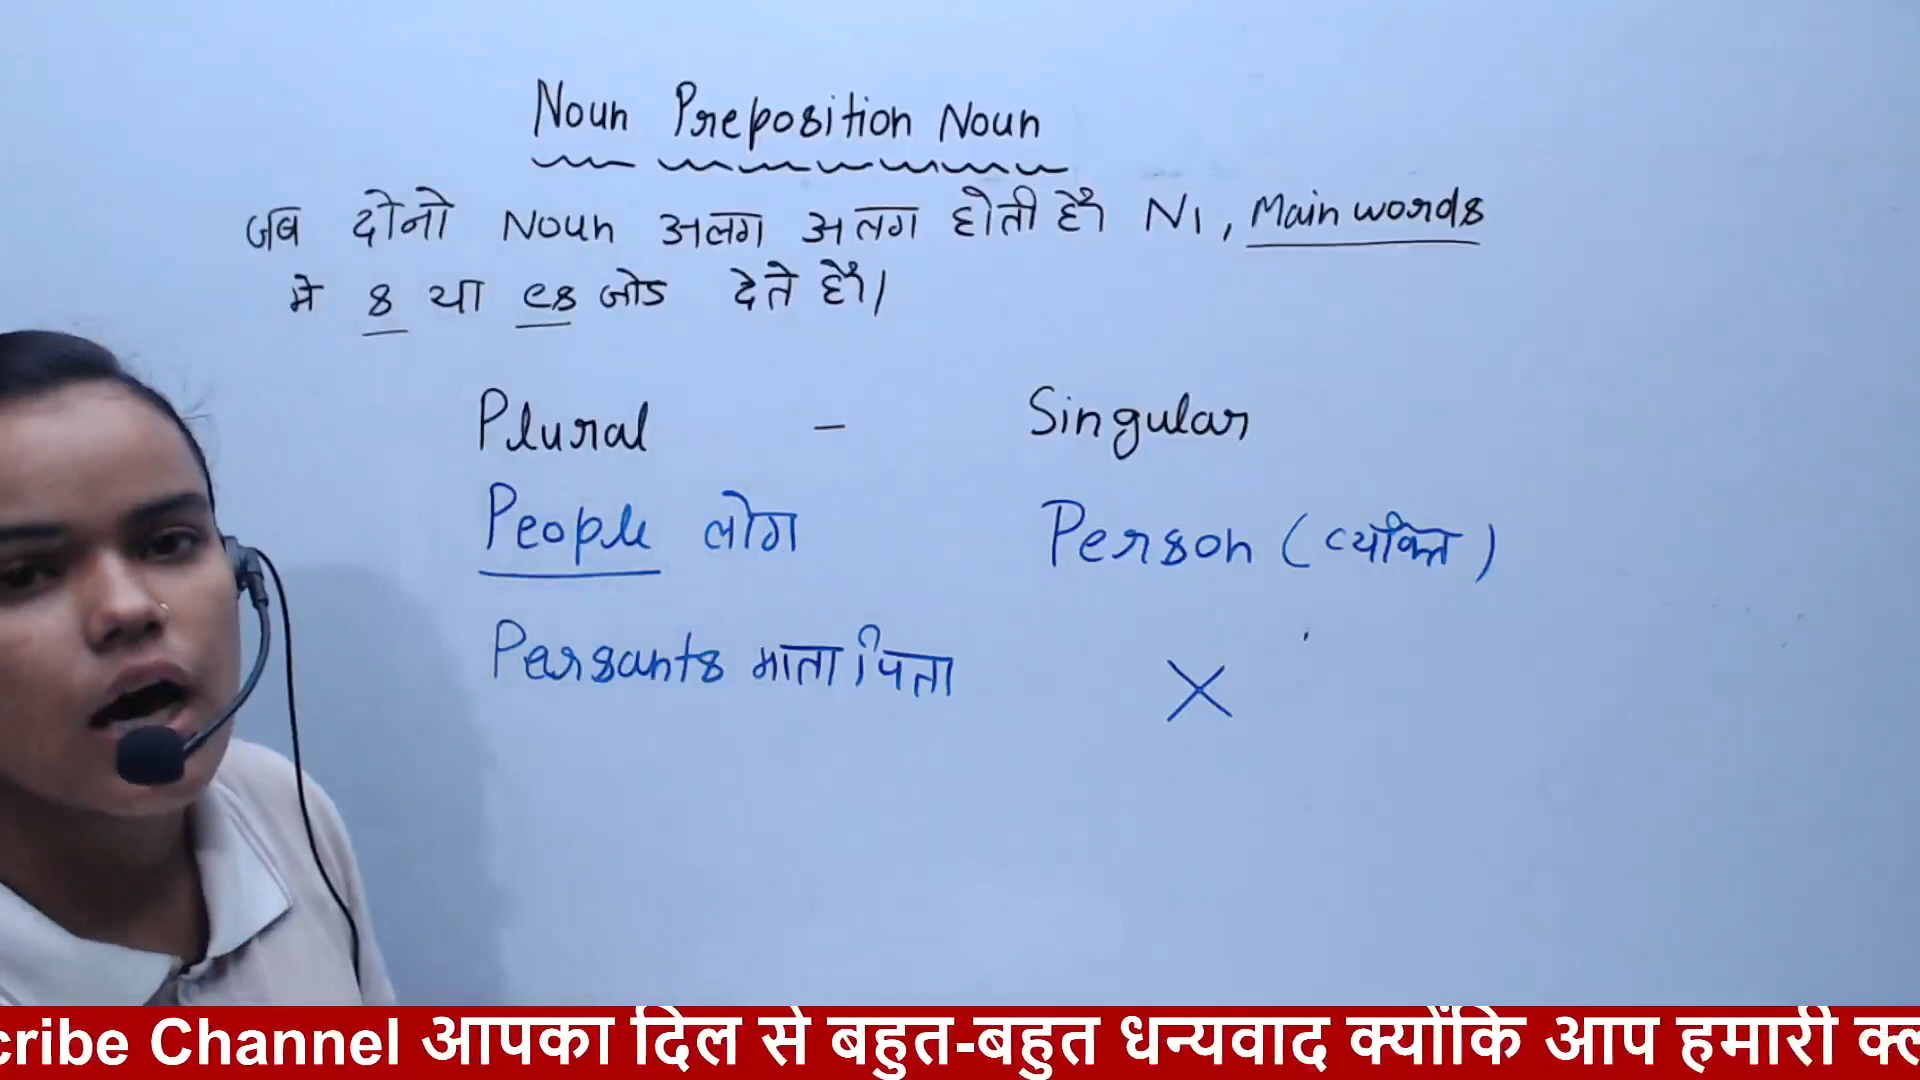 Noun Preposition Noun
जब दोनो Noun अलग अलग होती हैं N1, Main words
मे s या es जोड देते हैं।
Plural - Singular
People लोग Person (व्यक्ति)
Persants माता पिता ×
cribe Channel आपका दिल से बहुत-बहुत धन्यवाद क्योंकि आप हमारी क्ल